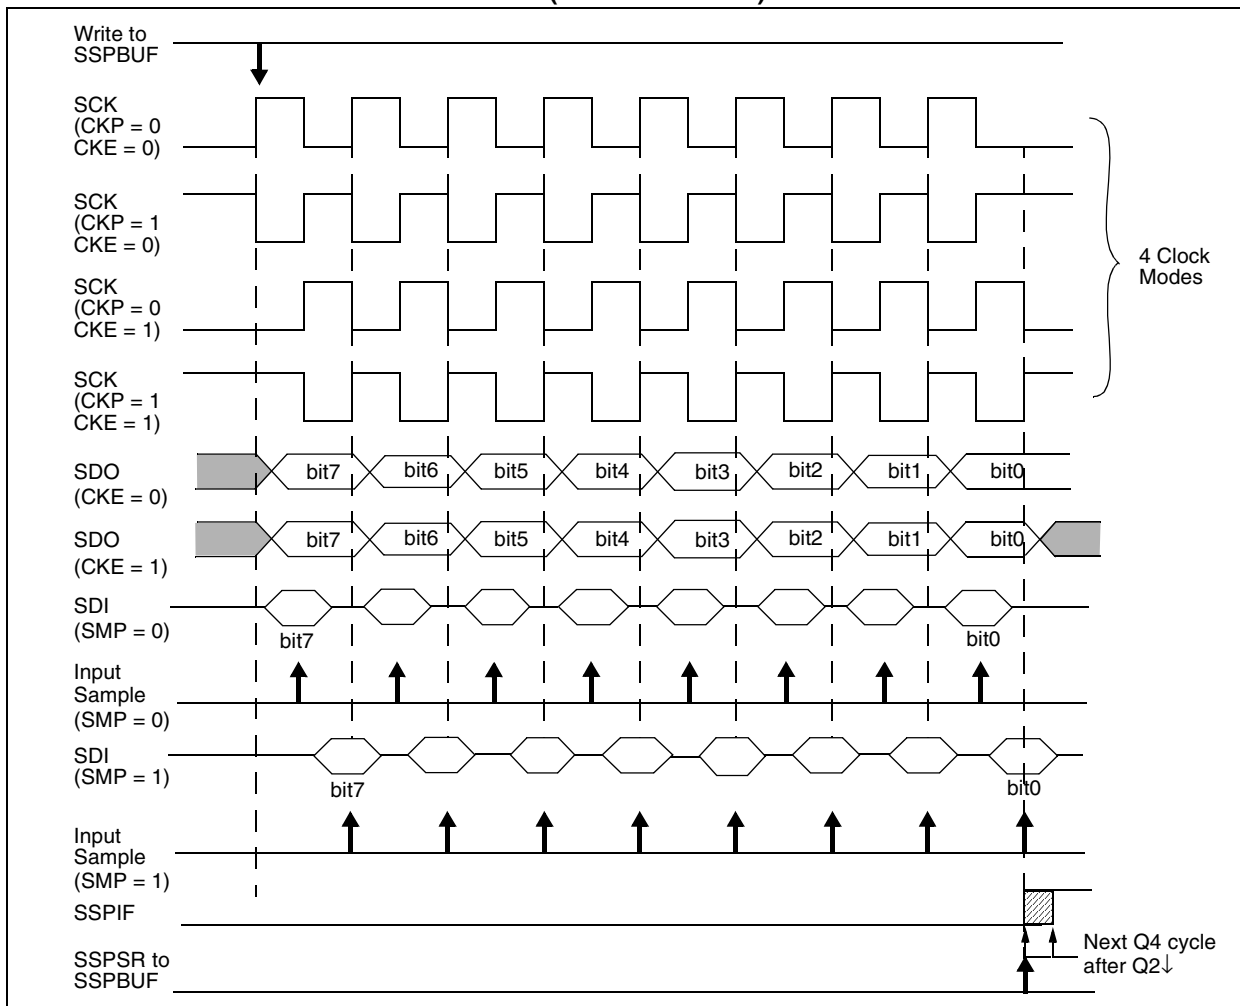 Write to
SSPBUF
SCK
(CKP = 0
CKE = 0)
SCK
(CKP = 1
CKE = 0)
SCK
(CKP = 0
CKE = 1)
SCK
(CKP = 1
CKE = 1)
4 Clock
Modes
SDO
(CKE = 0)
bit7 bit6 bit5 bit4 bit3 bit2 bit1 bit0
SDO
(CKE = 1)
bit7 bit6 bit5 bit4 bit3 bit2 bit1 bit0
SDI
(SMP = 0)
bit7 bit0
Input
Sample
(SMP = 0)
SDI
(SMP = 1)
bit7 bit0
Input
Sample
(SMP = 1)
SSPIF
Next Q4 cycle
after Q2↓
SSPSR to
SSPBUF